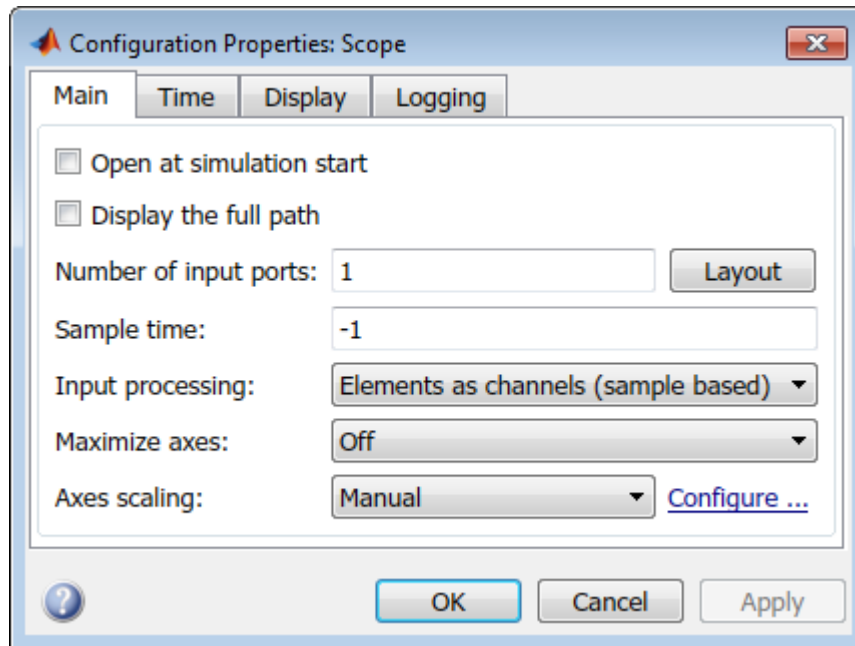 Configuration Properties: Scope
Main Time Display Logging
Open at simulation start
Display the full path
Number of input ports: 1 Layout
Sample time: -1
Input processing: Elements as channels (sample based)
Maximize axes: Off
Axes scaling: Manual Configure ...
? OK Cancel Apply